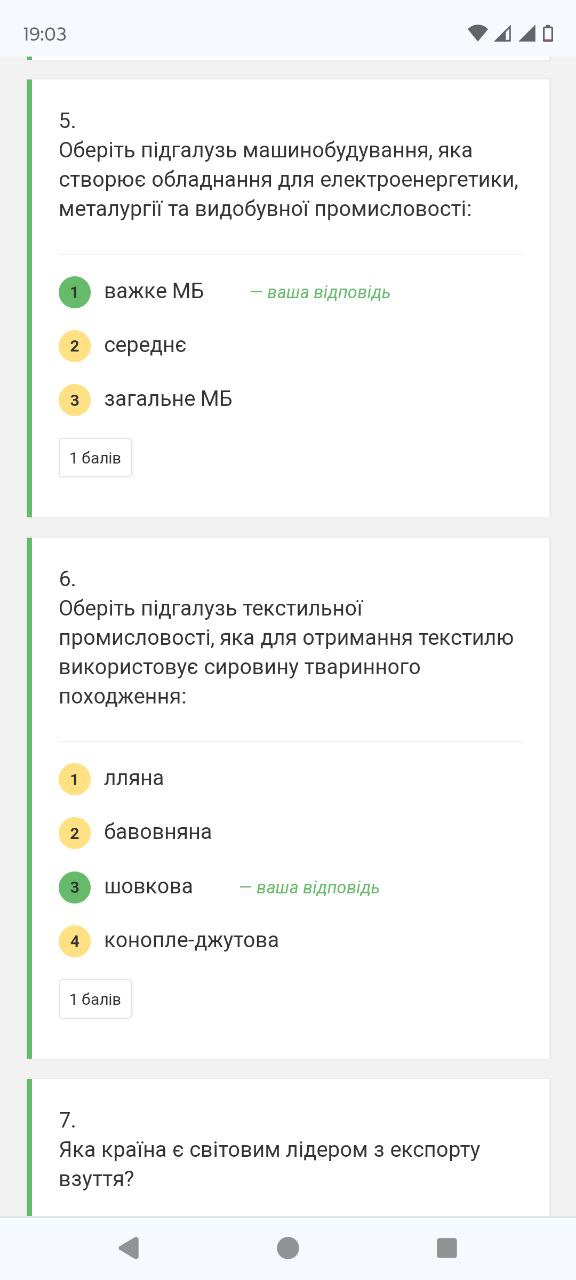 19:03
5.
Оберіть підгалузь машинобудування, яка
створює обладнання для електроенергетики,
металургії та видобувної промисловості:
1 важке МБ — ваша відповідь
2 середнє
3 загальне МБ
1 балів
6.
Оберіть підгалузь текстильної
промисловості, яка для отримання текстилю
використовує сировину тваринного
походження:
1 лляна
2 бавовняна
3 шовкова — ваша відповідь
4 конопле-джутова
1 балів
7.
Яка країна є світовим лідером з експорту
взуття?